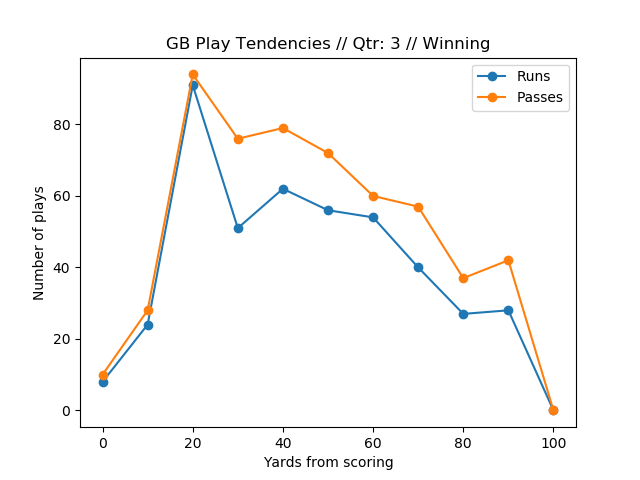 GB Play Tendencies // Qtr: 3 // Winning
Runs
Passes
Number of plays
80
60
40
20
0
0 20 40 60 80 100
Yards from scoring